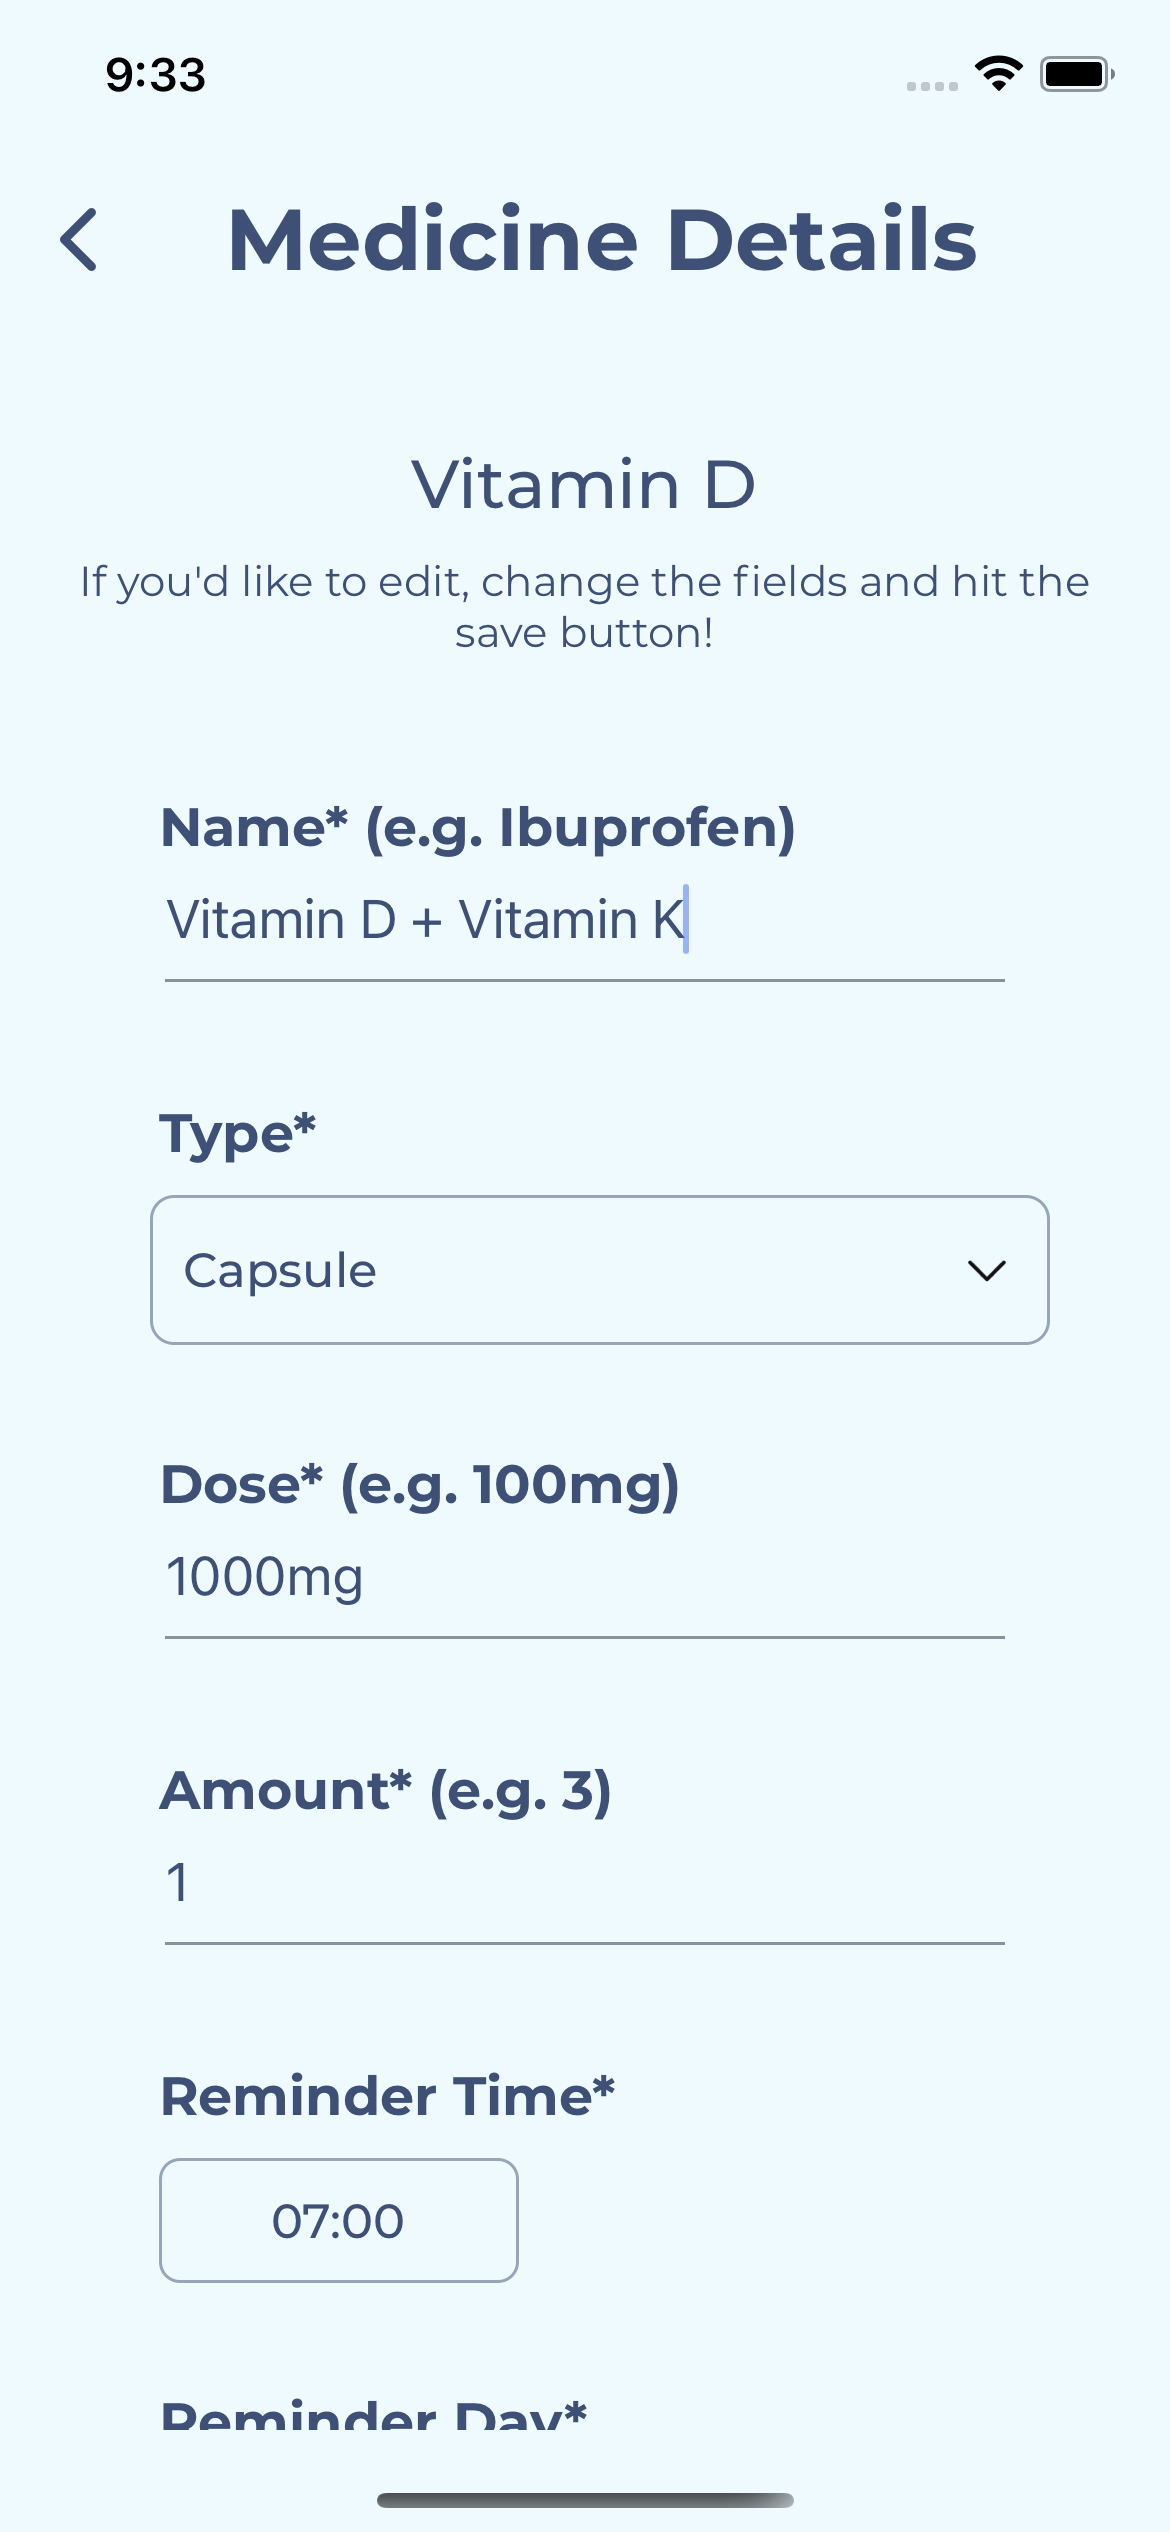 9:33
Medicine Details
Vitamin D
If you'd like to edit, change the fields and hit the
save button!
Name* (e.g. Ibuprofen)
Vitamin D + Vitamin K
Type*
Capsule
Dose* (e.g. 100mg)
1000mg
Amount* (e.g. 3)
1
Reminder Time*
07:00
Reminder Day*